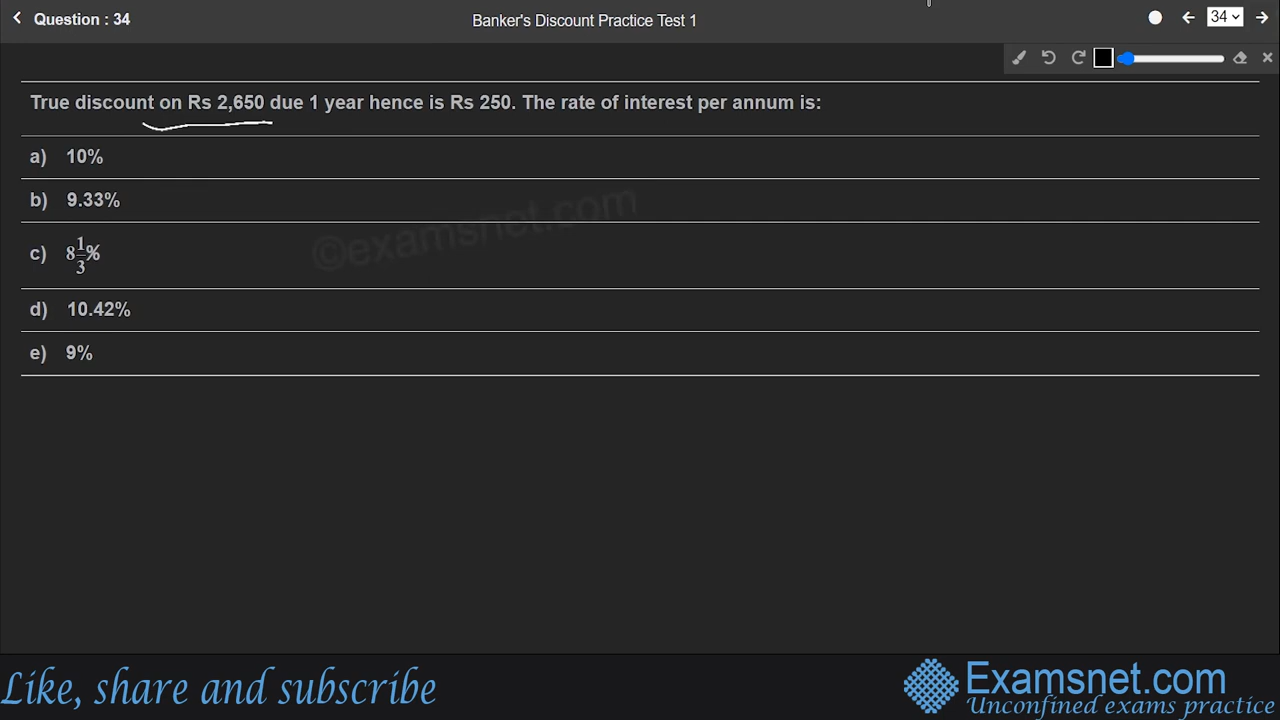 Question : 34
Banker's Discount Practice Test 1
34
True discount on Rs 2,650 due 1 year hence is Rs 250. The rate of interest per annum is:
a) 10%
b) 9.33%
c) 8 1/3 %
d) 10.42%
e) 9%
©examsnet.com
Like, share and subscribe
Examsnet.com
Unconfined exams practice